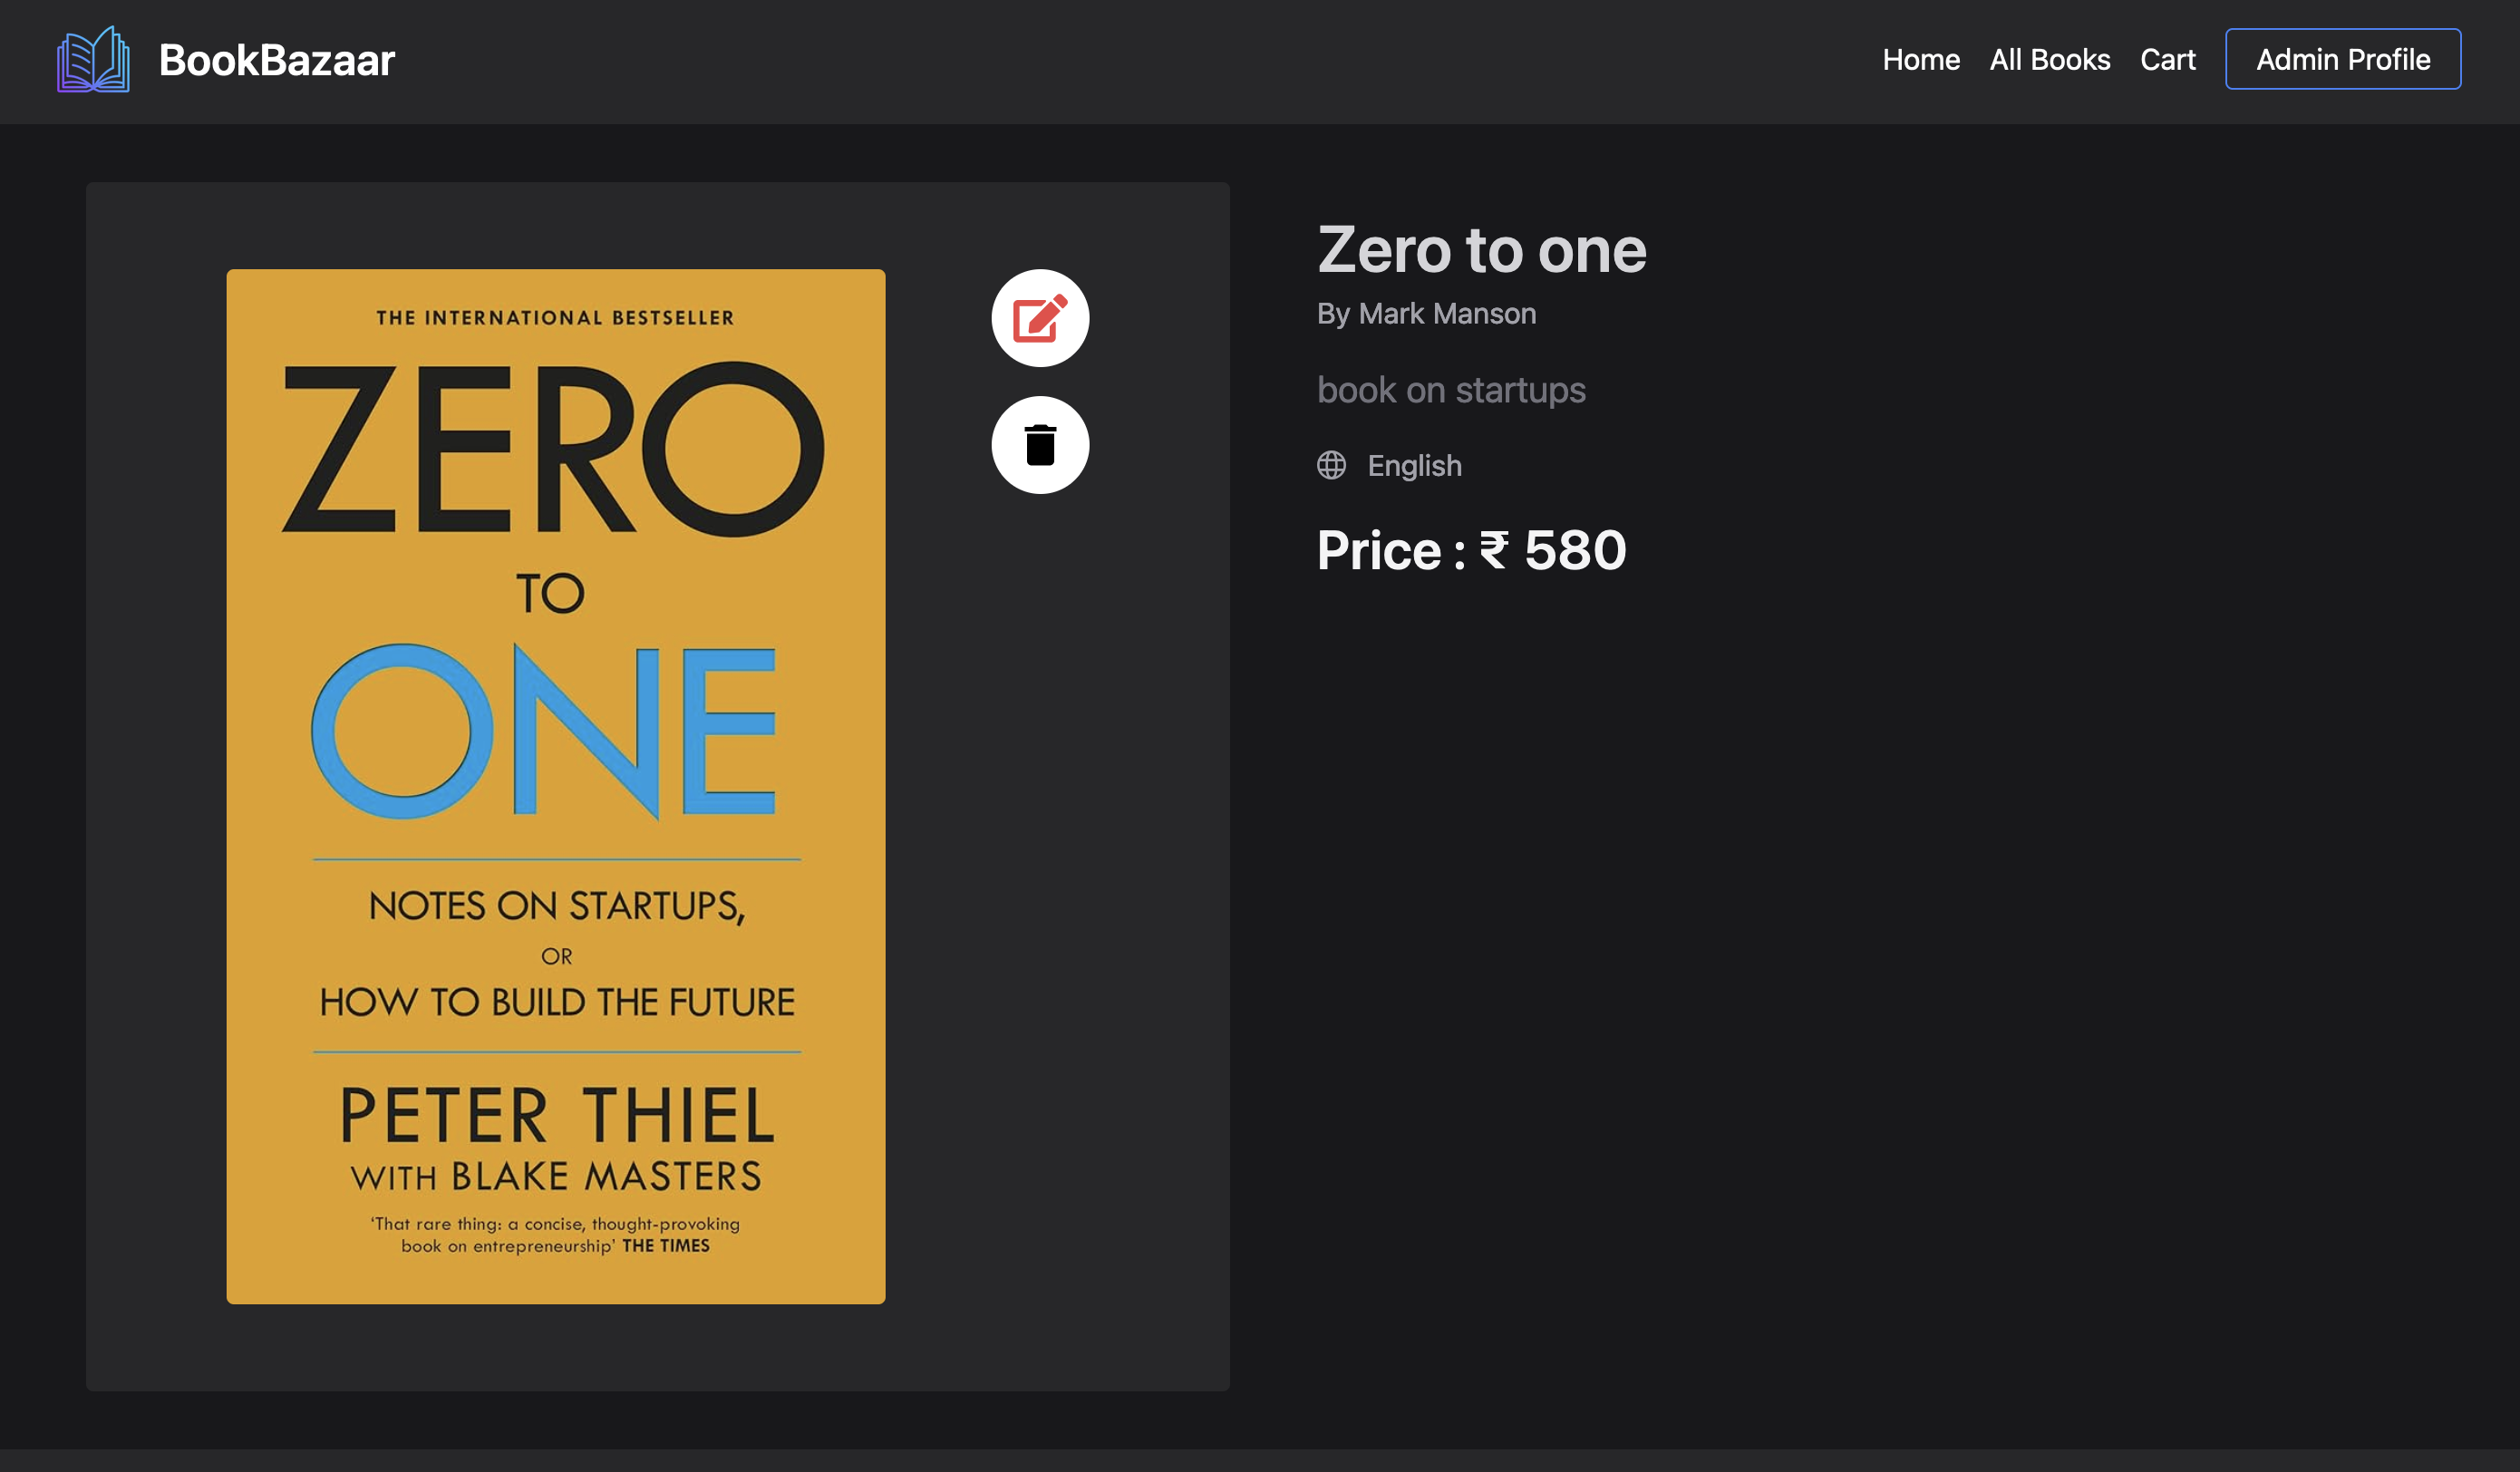 BookBazaar
Home
All Books
Cart
Admin Profile
THE INTERNATIONAL BESTSELLER
ZERO
TO
ONE
NOTES ON STARTUPS,
OR
HOW TO BUILD THE FUTURE
PETER THIEL
WITH BLAKE MASTERS
‘That rare thing: a concise, thought-provoking
book on entrepreneurship’ THE TIMES
Zero to one
By Mark Manson
book on startups
English
Price : ₹ 580